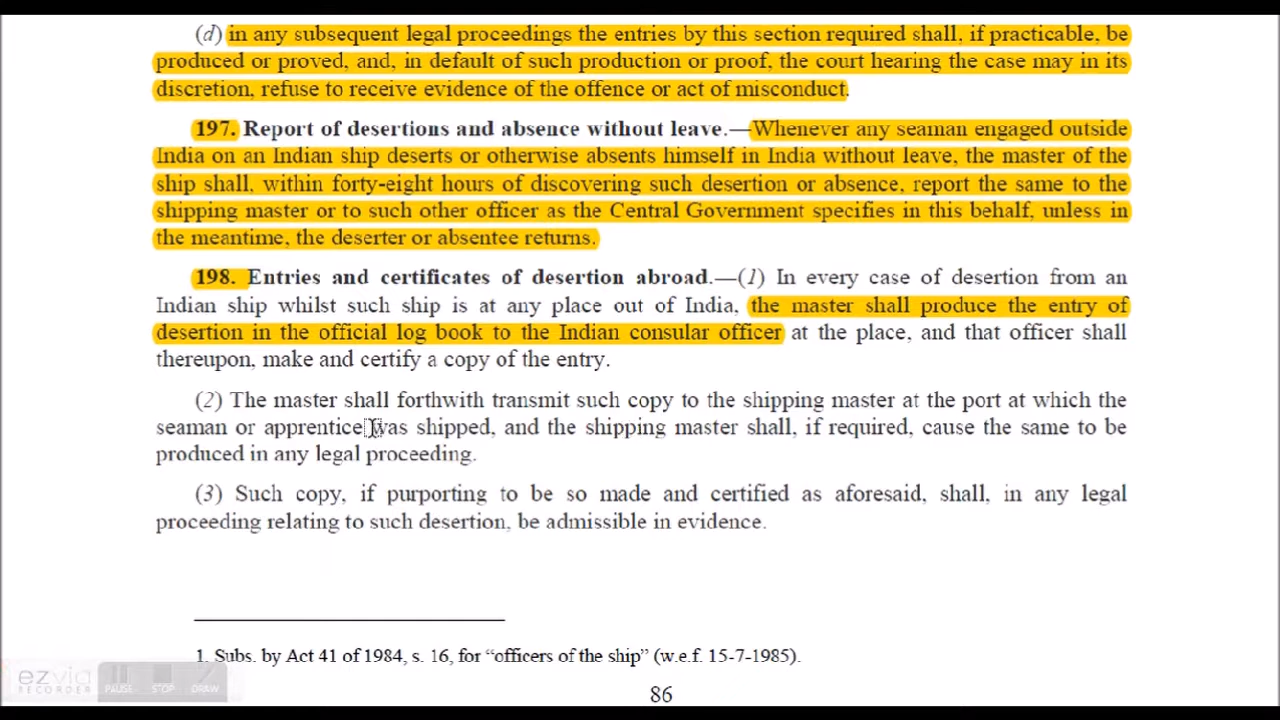 (d) in any subsequent legal proceedings the entries by this section required shall, if practicable, be
produced or proved, and, in default of such production or proof, the court hearing the case may in its
discretion, refuse to receive evidence of the offence or act of misconduct.
197. Report of desertions and absence without leave.—Whenever any seaman engaged outside
India on an Indian ship deserts or otherwise absents himself in India without leave, the master of the
ship shall, within forty-eight hours of discovering such desertion or absence, report the same to the
shipping master or to such other officer as the Central Government specifies in this behalf, unless in
the meantime, the deserter or absentee returns.
198. Entries and certificates of desertion abroad.—(1) In every case of desertion from an
Indian ship whilst such ship is at any place out of India, the master shall produce the entry of
desertion in the official log book to the Indian consular officer at the place, and that officer shall
thereupon, make and certify a copy of the entry.
(2) The master shall forthwith transmit such copy to the shipping master at the port at which the
seaman or apprentice was shipped, and the shipping master shall, if required, cause the same to be
produced in any legal proceeding.
(3) Such copy, if purporting to be so made and certified as aforesaid, shall, in any legal
proceeding relating to such desertion, be admissible in evidence.
1. Subs. by Act 41 of 1984, s. 16, for “officers of the ship” (w.e.f. 15-7-1985).
86
ezvid
RECORDER
PAUSE STOP DRAW